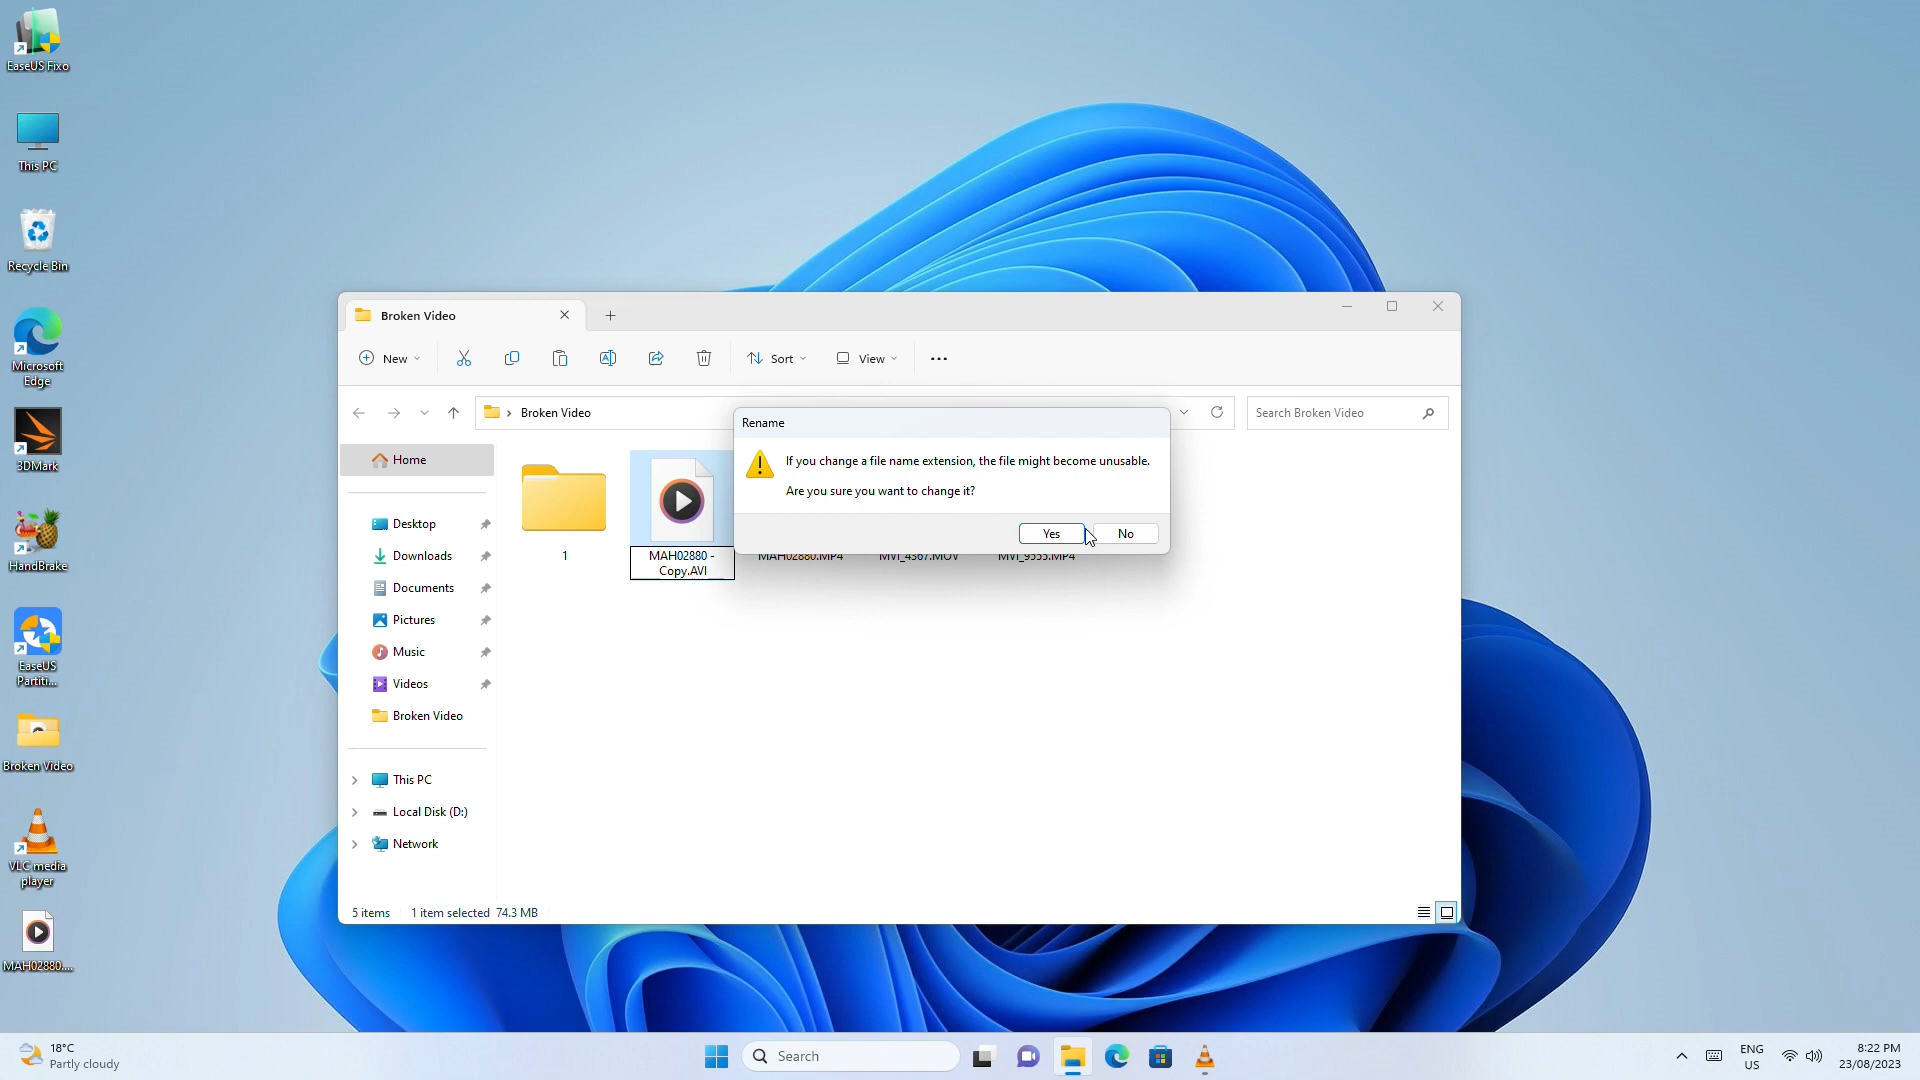 EaseUS Fixo
This PC
Recycle Bin
Microsoft
Edge
3DMark
HandBrake
EaseUS
Partiti...
Broken Video
VLC media
player
MAH02880....
Broken Video
New
Sort
View
Broken Video
Search Broken Video
Home
Desktop
Downloads
Documents
Pictures
Music
Videos
Broken Video
This PC
Local Disk (D:)
Network
1
MAH02880 -
Copy.AVI
MAH02880.MP4
MVI_4367.MOV
MVI_9555.MP4
Rename
If you change a file name extension, the file might become unusable.
Are you sure you want to change it?
Yes
No
5 items
1 item selected 74.3 MB
18°C
Partly cloudy
Search
ENG
US
8:22 PM
23/08/2023